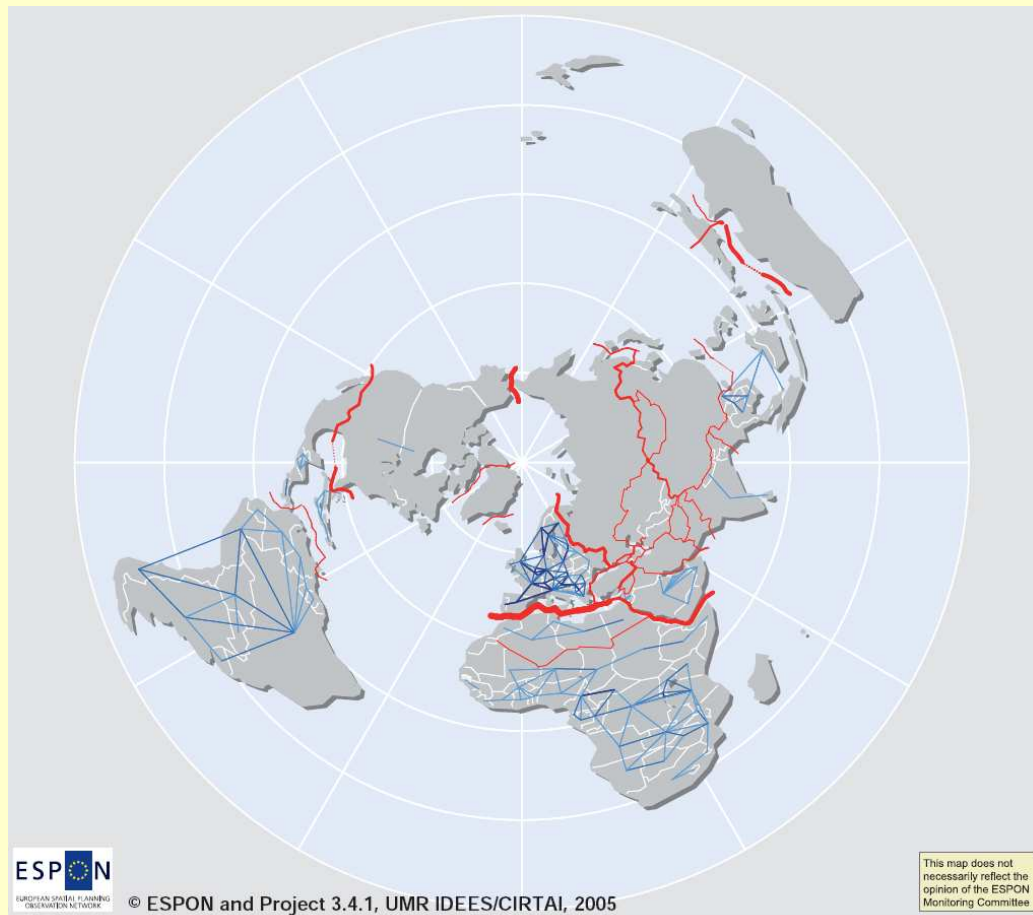 ESPON
EUROPEAN SPATIAL PLANNING
OBSERVATION NETWORK
© ESPON and Project 3.4.1, UMR IDEES/CIRTAI, 2005
This map does not
necessarily reflect the
opinion of the ESPON
Monitoring Committee